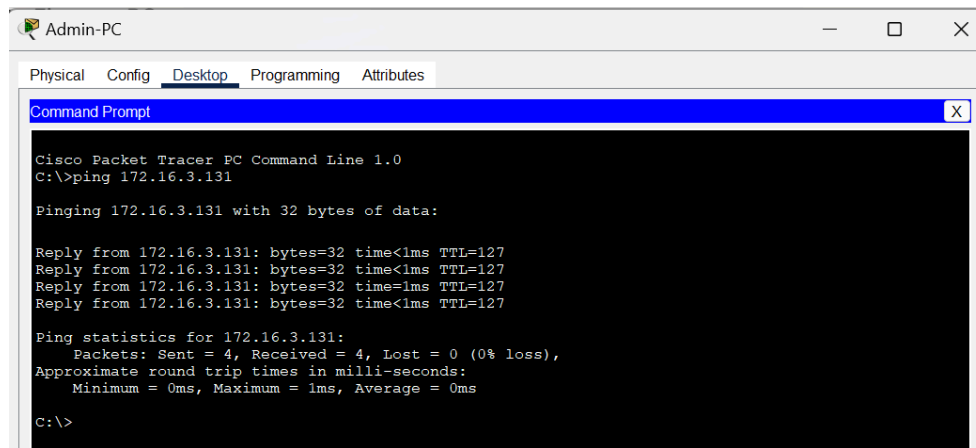 Admin-PC
Physical Config Desktop Programming Attributes
Command Prompt X
Cisco Packet Tracer PC Command Line 1.0
C:\>ping 172.16.3.131
Pinging 172.16.3.131 with 32 bytes of data:
Reply from 172.16.3.131: bytes=32 time<1ms TTL=127
Reply from 172.16.3.131: bytes=32 time<1ms TTL=127
Reply from 172.16.3.131: bytes=32 time=1ms TTL=127
Reply from 172.16.3.131: bytes=32 time<1ms TTL=127
Ping statistics for 172.16.3.131:
Packets: Sent = 4, Received = 4, Lost = 0 (0% loss),
Approximate round trip times in milli-seconds:
Minimum = 0ms, Maximum = 1ms, Average = 0ms
C:\>